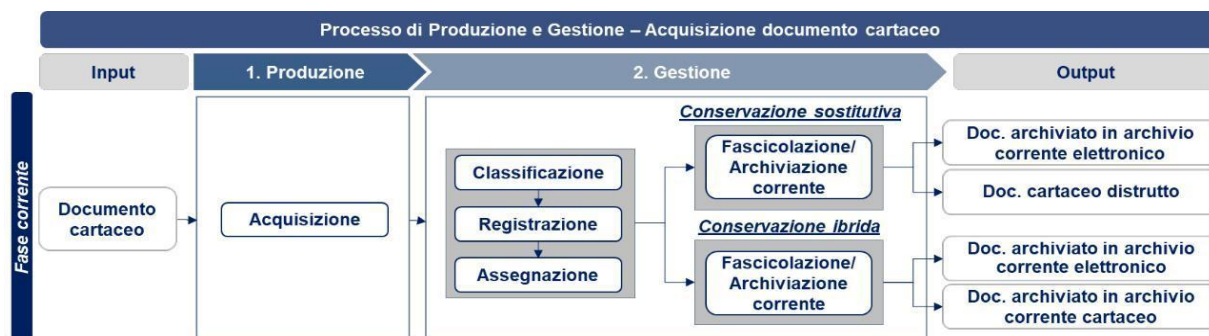 Processo di Produzione e Gestione – Acquisizione documento cartaceo
Input
1. Produzione
2. Gestione
Output
Fase corrente
Documento
cartaceo
Acquisizione
Classificazione
Registrazione
Assegnazione
Conservazione sostitutiva
Fascicolazione/
Archiviazione
corrente
Conservazione ibrida
Fascicolazione/
Archiviazione
corrente
Doc. archiviato in archivio
corrente elettronico
Doc. cartaceo distrutto
Doc. archiviato in archivio
corrente elettronico
Doc. archiviato in archivio
corrente cartaceo